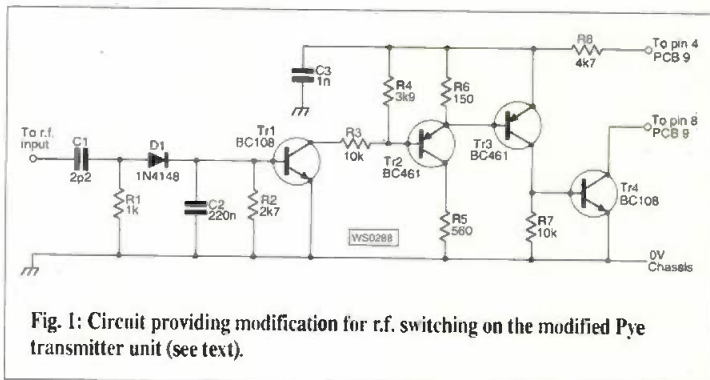 To r.f.
input
C1
2p2
R1
1k
D1
1N4148
C2
220n
R2
2k7
Tr1
BC108
C3
1n
R3
10k
R4
3k9
Tr2
BC461
R6
150
R5
560
WS0288
Tr3
BC461
R7
10k
R8
4k7
To pin 4
PCB 9
To pin 8
PCB 9
Tr4
BC108
0V
Chassis
Fig. 1: Circuit providing modification for r.f. switching on the modified Pye
transmitter unit (see text).